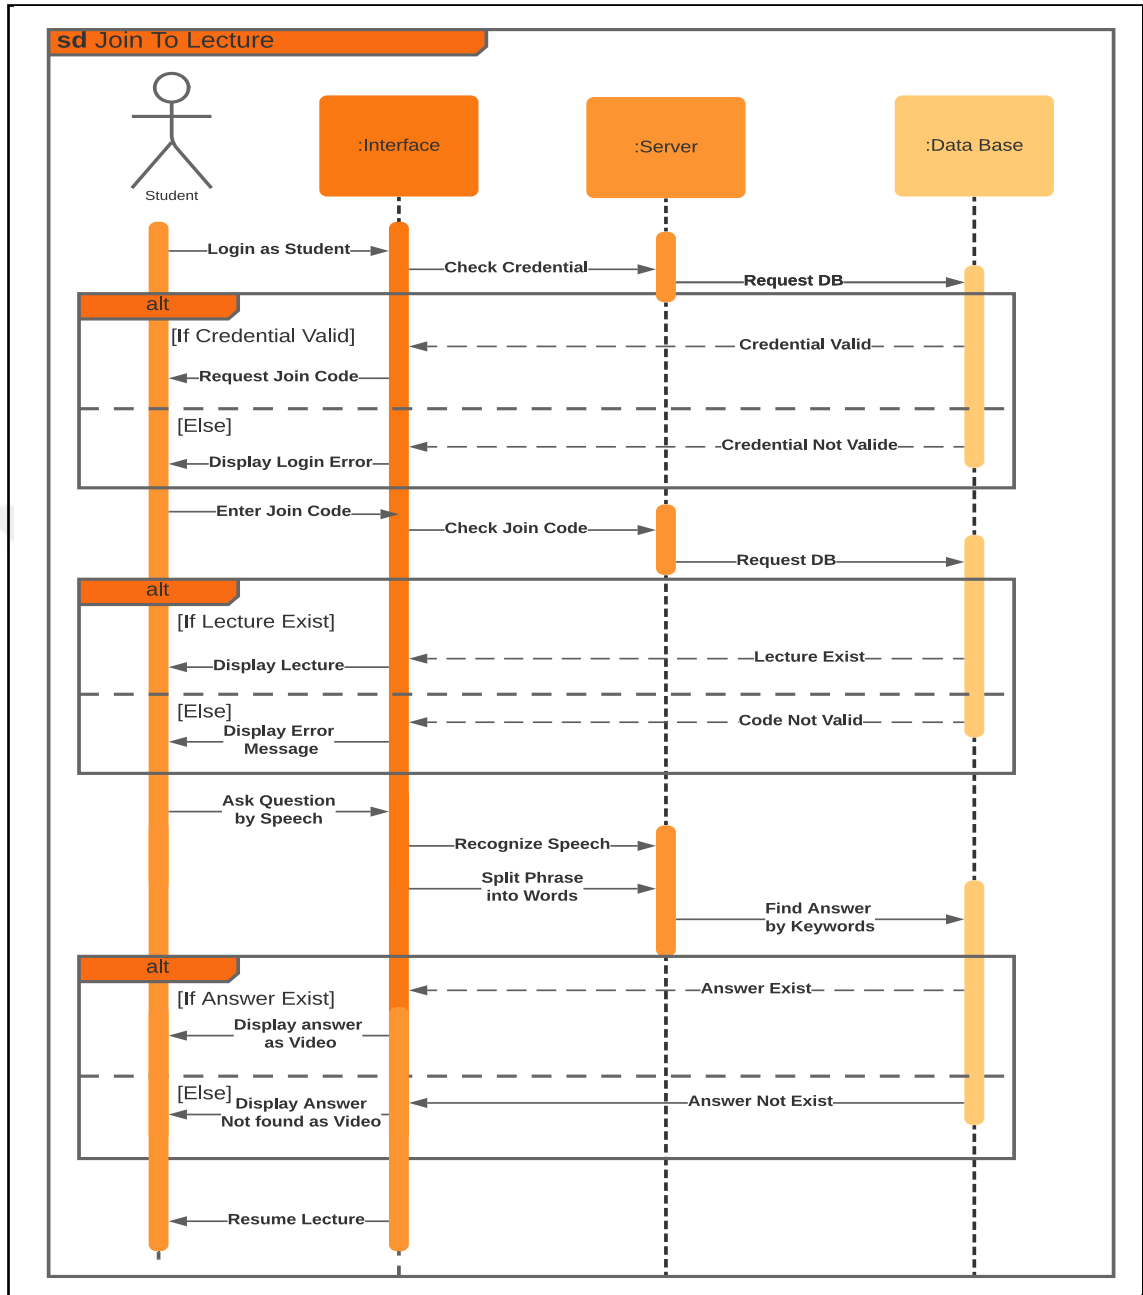 sd Join To Lecture
Student
:Interface
:Server
:Data Base
Login as Student
Check Credential
Request DB
alt
[If Credential Valid]
Credential Valid
Request Join Code
[Else]
Credential Not Valide
Display Login Error
Enter Join Code
Check Join Code
Request DB
alt
[If Lecture Exist]
Lecture Exist
Display Lecture
[Else]
Code Not Valid
Display Error
Message
Ask Question
by Speech
Recognize Speech
Split Phrase
into Words
Find Answer
by Keywords
alt
[If Answer Exist]
Answer Exist
Display answer
as Video
[Else]
Display Answer
Not found as Video
Answer Not Exist
Resume Lecture